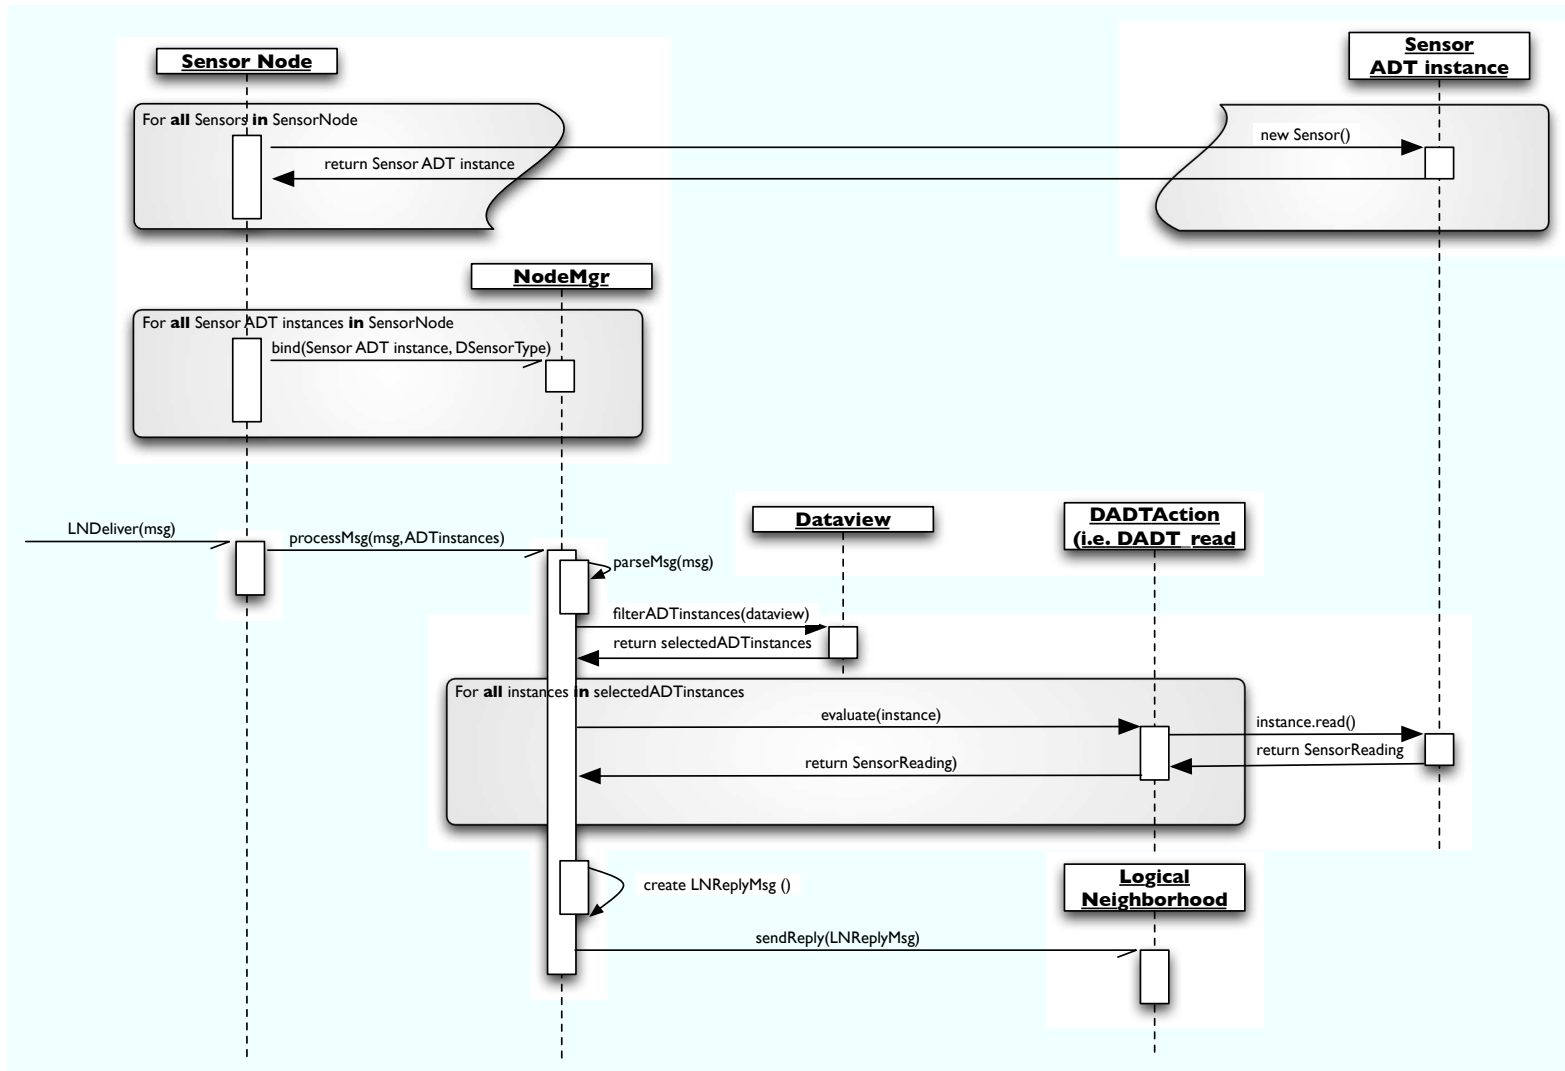 Sensor Node
Sensor
ADT instance
For all Sensors in SensorNode
new Sensor()
return Sensor ADT instance
NodeMgr
For all Sensor ADT instances in SensorNode
bind(Sensor ADT instance, DSensorType)
Dataview
DADTAction
(i.e. DADT_read
LNDeliver(msg)
processMsg(msg, ADTinstances)
parseMsg(msg)
filterADTinstances(dataview)
return selectedADTinstances
For all instances in selectedADTinstances
evaluate(instance)
instance.read()
return SensorReading
return SensorReading)
Logical
Neighborhood
create LNReplyMsg ()
sendReply(LNReplyMsg)